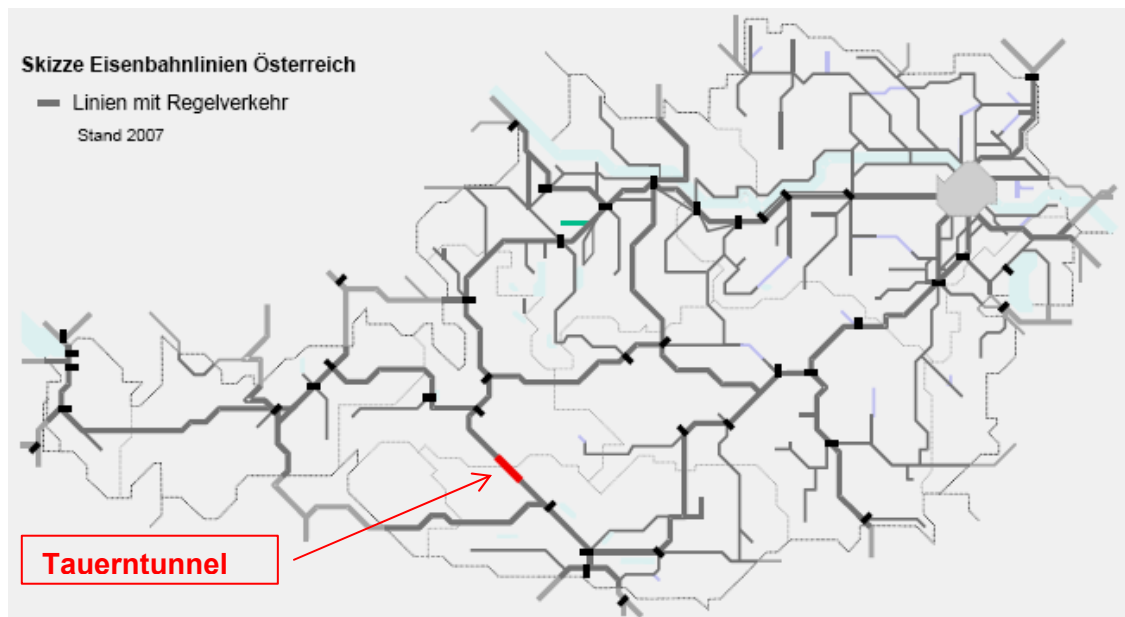 Skizze Eisenbahnlinien Österreich
Linien mit Regelverkehr
Stand 2007
Tauerntunnel